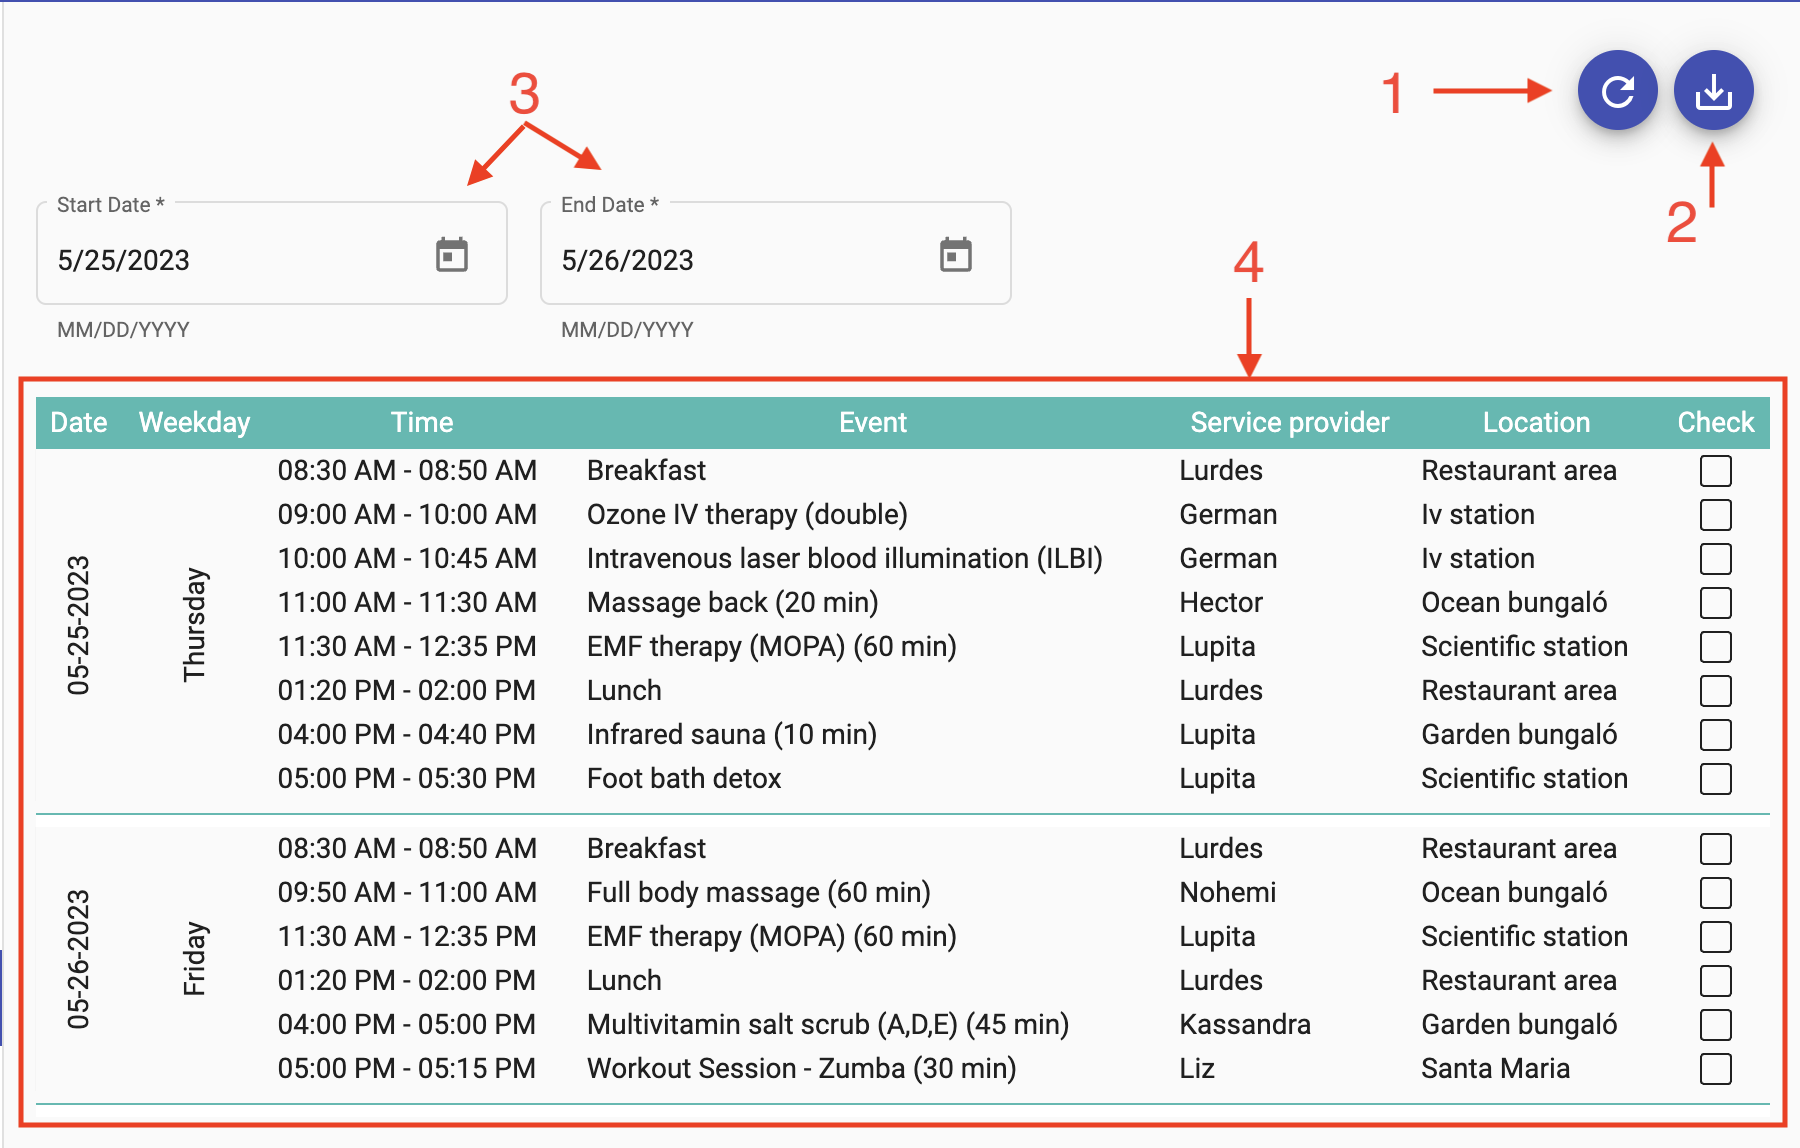 1
3
2
Start Date *
End Date *
5/25/2023
5/26/2023
4
MM/DD/YYYY
MM/DD/YYYY
Date Weekday Time Event Service provider Location Check
05-25-2023
Thursday
08:30 AM - 08:50 AM Breakfast Lurdes Restaurant area
09:00 AM - 10:00 AM Ozone IV therapy (double) German Iv station
10:00 AM - 10:45 AM Intravenous laser blood illumination (ILBI) German Iv station
11:00 AM - 11:30 AM Massage back (20 min) Hector Ocean bungaló
11:30 AM - 12:35 PM EMF therapy (MOPA) (60 min) Lupita Scientific station
01:20 PM - 02:00 PM Lunch Lurdes Restaurant area
04:00 PM - 04:40 PM Infrared sauna (10 min) Lupita Garden bungaló
05:00 PM - 05:30 PM Foot bath detox Lupita Scientific station
05-26-2023
Friday
08:30 AM - 08:50 AM Breakfast Lurdes Restaurant area
09:50 AM - 11:00 AM Full body massage (60 min) Nohemi Ocean bungaló
11:30 AM - 12:35 PM EMF therapy (MOPA) (60 min) Lupita Scientific station
01:20 PM - 02:00 PM Lunch Lurdes Restaurant area
04:00 PM - 05:00 PM Multivitamin salt scrub (A,D,E) (45 min) Kassandra Garden bungaló
05:00 PM - 05:15 PM Workout Session - Zumba (30 min) Liz Santa Maria